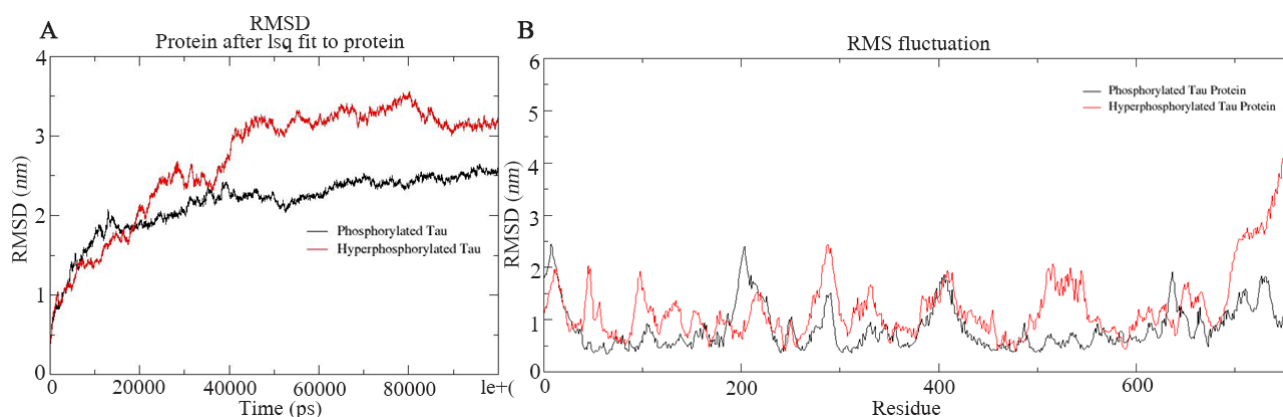 A
RMSD
Protein after lsq fit to protein
4
3
2
1
0
RMSD (nm)
0
20000
40000
60000
80000
1e+(
Time (ps)
Phosphorylated Tau
Hyperphosphorylated Tau
B
RMS fluctuation
6
5
4
3
2
1
0
RMSD (nm)
0
200
400
600
Residue
Phosphorylated Tau Protein
Hyperphosphorylated Tau Protein